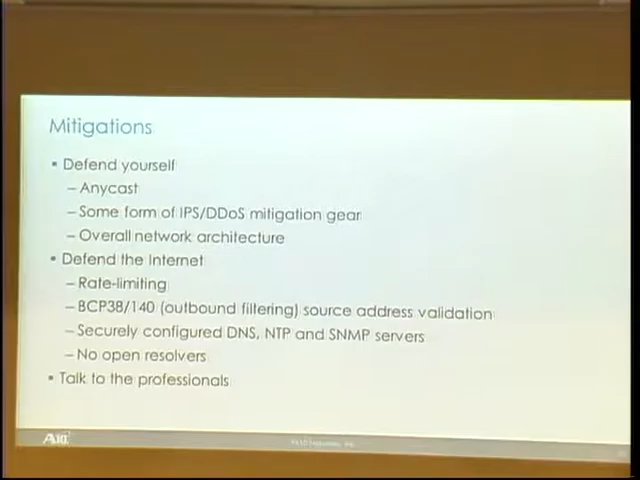 Mitigations
▪ Defend yourself
– Anycast
– Some form of IPS/DDoS mitigation gear
– Overall network architecture
▪ Defend the Internet
– Rate-limiting
– BCP38/140 (outbound filtering) source address validation
– Securely configured DNS, NTP and SNMP servers
– No open resolvers
▪ Talk to the professionals